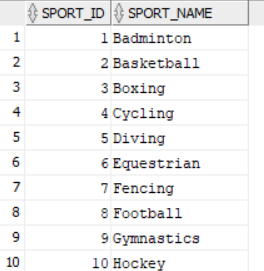 SPORT_ID SPORT_NAME
1 1 Badminton
2 2 Basketball
3 3 Boxing
4 4 Cycling
5 5 Diving
6 6 Equestrian
7 7 Fencing
8 8 Football
9 9 Gymnastics
10 10 Hockey